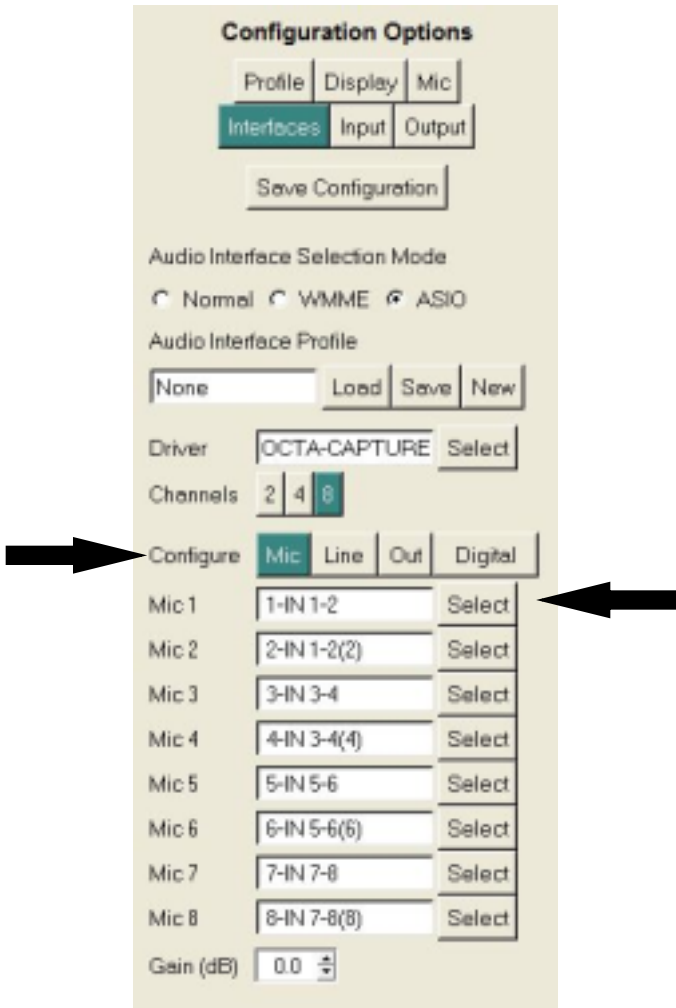 Configuration Options
Profile Display Mic
Interfaces Input Output
Save Configuration
Audio Interface Selection Mode
Normal WMME ASIO
Audio Interface Profile
None Load Save New
Driver OCTA-CAPTURE Select
Channels 2 4 8
Configure Mic Line Out Digital
Mic 1 1-IN 1-2 Select
Mic 2 2-IN 1-2(2) Select
Mic 3 3-IN 3-4 Select
Mic 4 4-IN 3-4(4) Select
Mic 5 5-IN 5-6 Select
Mic 6 6-IN 5-6(6) Select
Mic 7 7-IN 7-8 Select
Mic 8 8-IN 7-8(8) Select
Gain (dB) 0.0